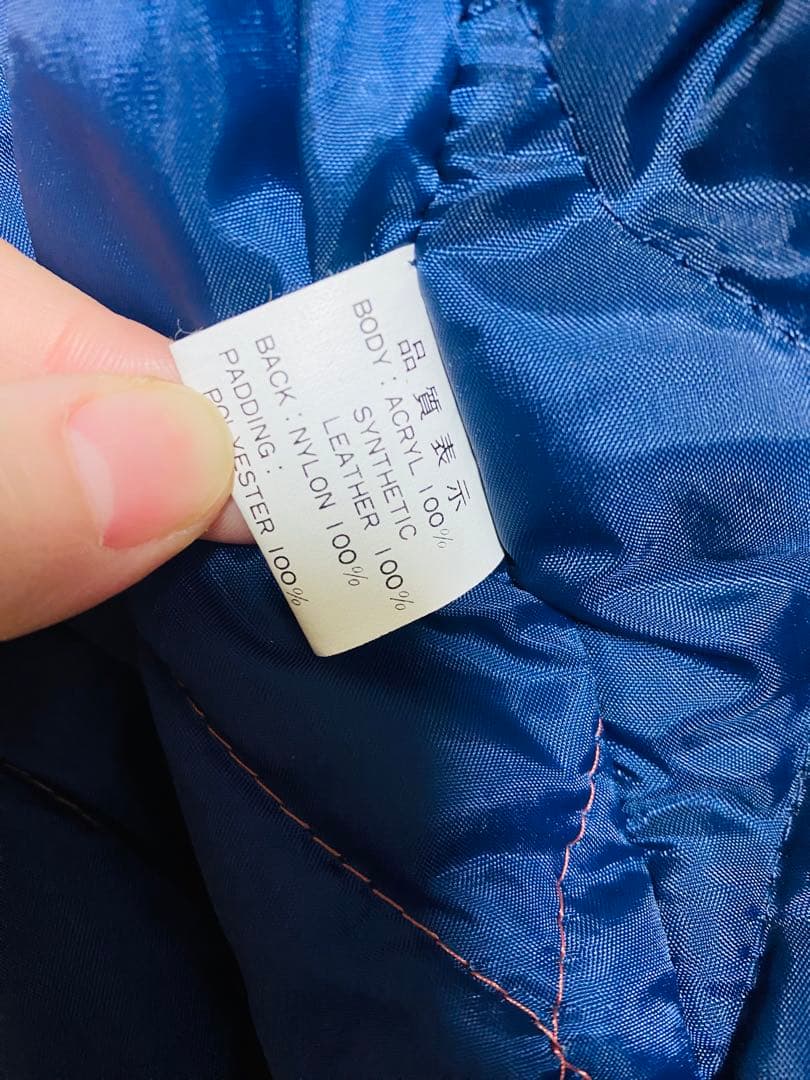 品質表示
BODY : ACRYL 100%
SYNTHETIC
LEATHER 100%
BACK : NYLON 100%
PADDING :
POLYESTER 100%